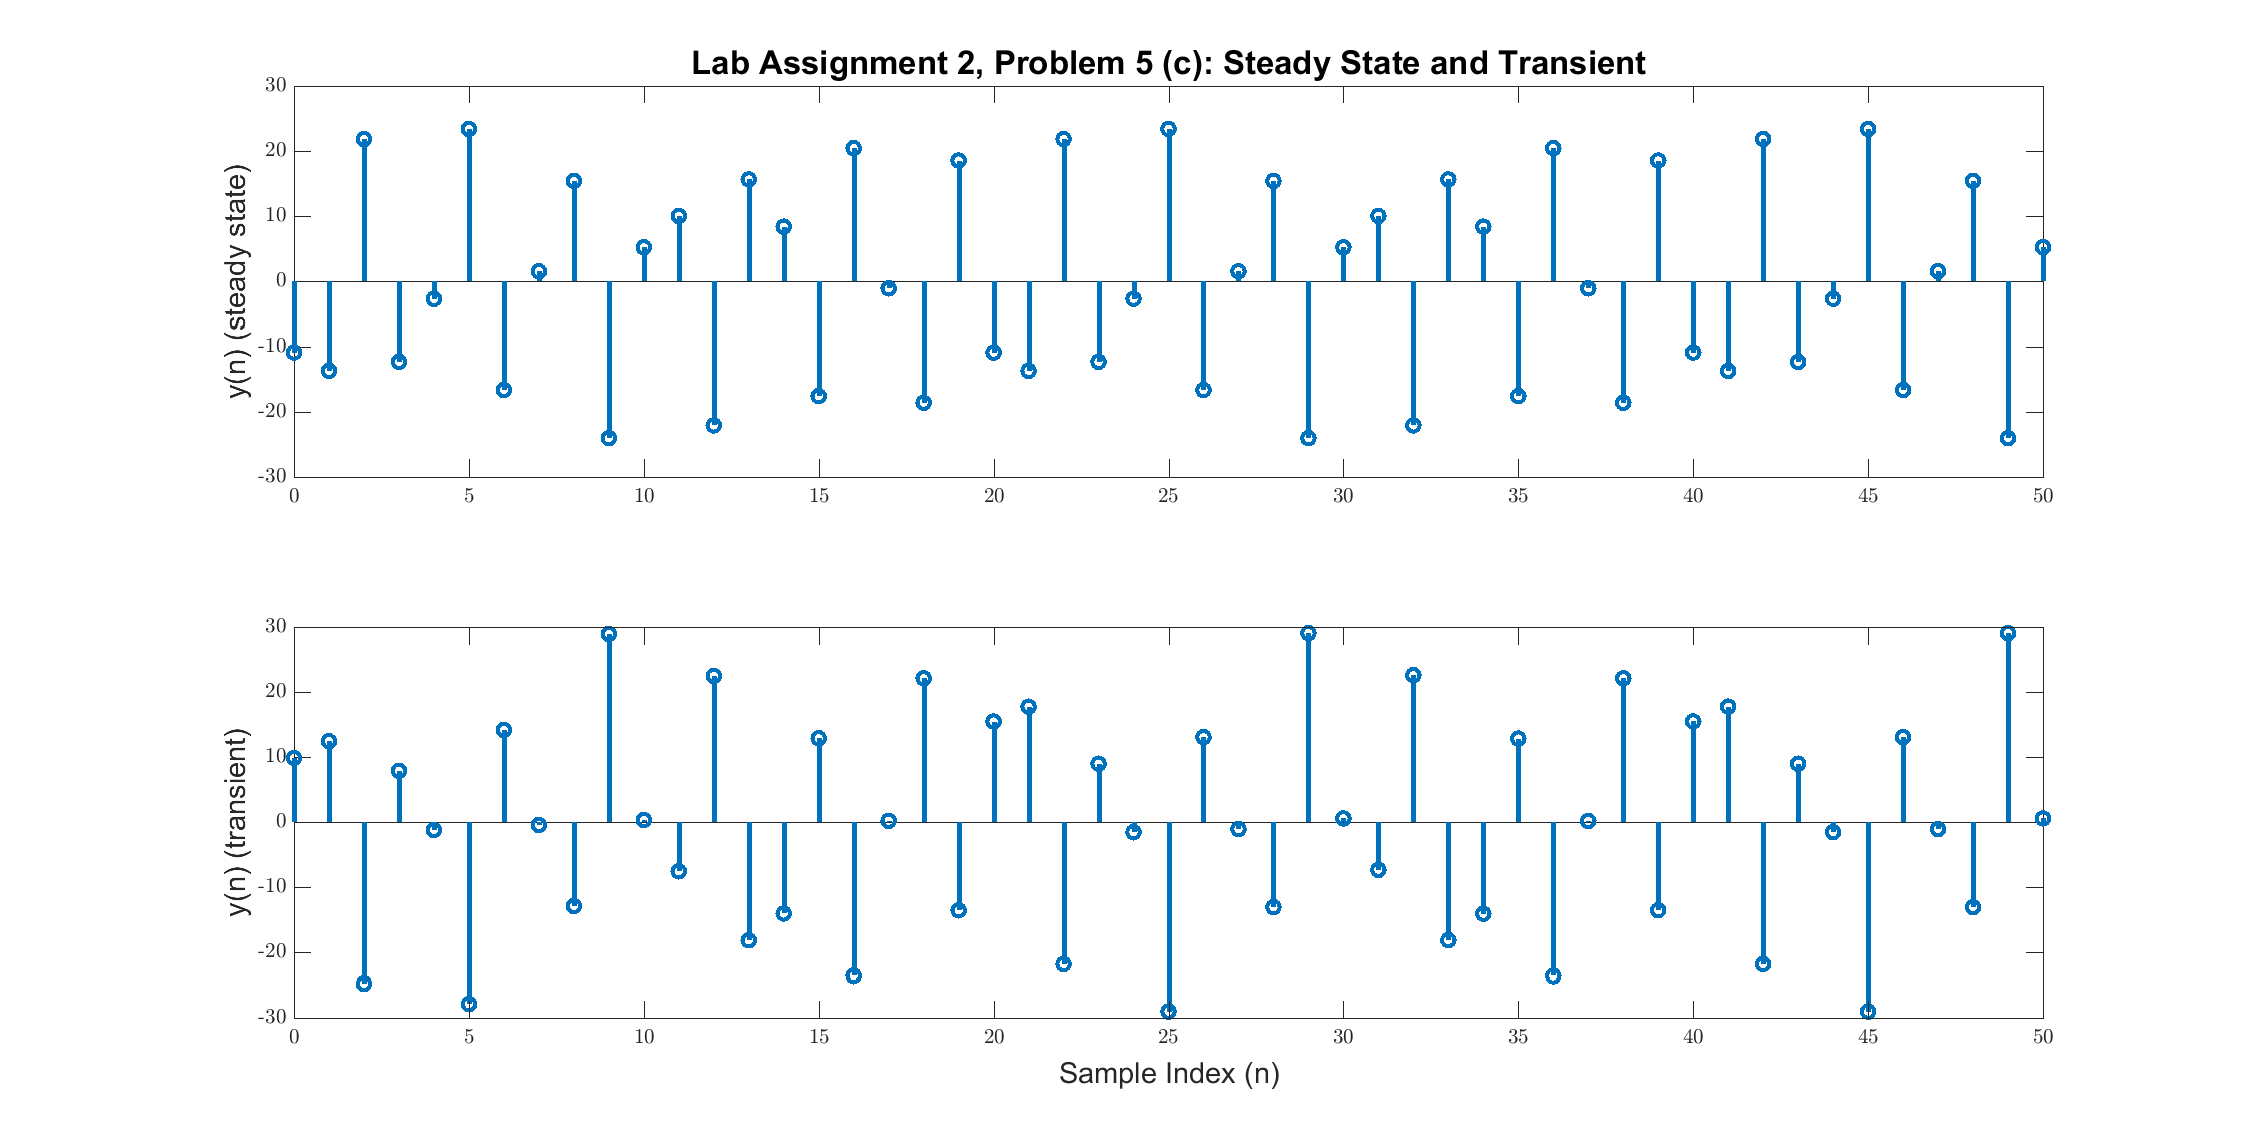 Lab Assignment 2, Problem 5 (c): Steady State and Transient
y(n) (steady state)
30
20
10
0
-10
-20
-30
0 5 10 15 20 25 30 35 40 45 50
y(n) (transient)
30
20
10
0
-10
-20
-30
0 5 10 15 20 25 30 35 40 45 50
Sample Index (n)